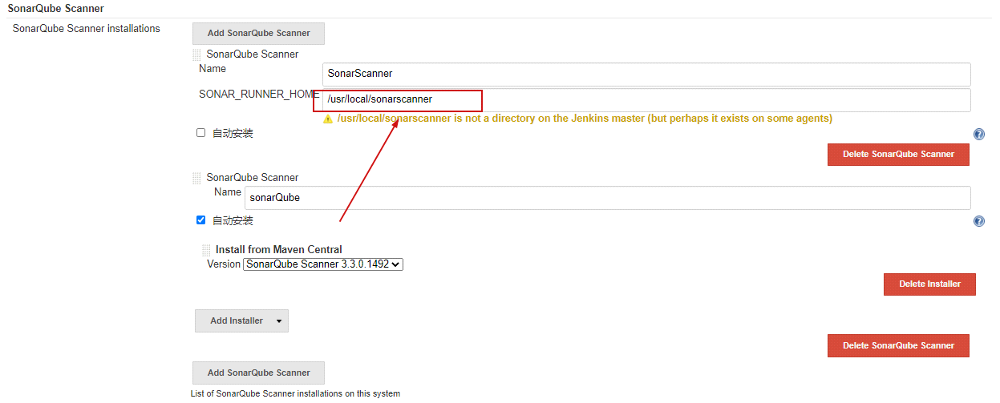 SonarQube Scanner
SonarQube Scanner installations
Add SonarQube Scanner
SonarQube Scanner
Name
SonarScanner
SONAR_RUNNER_HOME
/usr/local/sonarscanner
/usr/local/sonarscanner is not a directory on the Jenkins master (but perhaps it exists on some agents)
自动安装
Delete SonarQube Scanner
SonarQube Scanner
Name
sonarQube
自动安装
Install from Maven Central
Version SonarQube Scanner 3.3.0.1492
Delete Installer
Add Installer
Delete SonarQube Scanner
Add SonarQube Scanner
List of SonarQube Scanner installations on this system